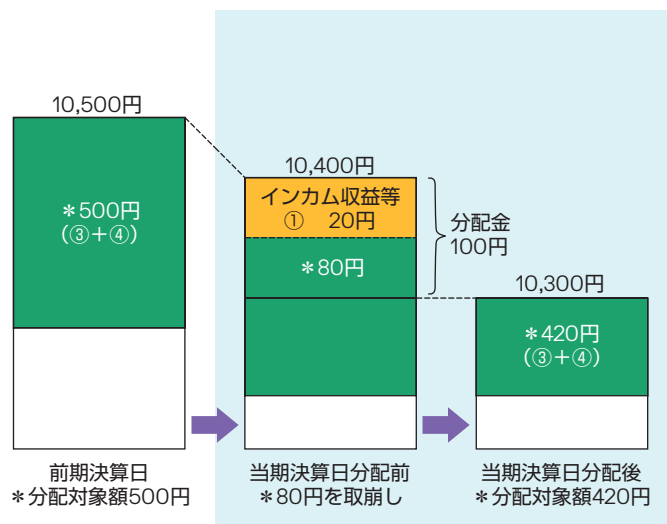 10,500円
＊500円
(③＋④)
10,400円
インカム収益等
①　20円
＊80円
分配金
100円
10,300円
＊420円
(③＋④)
前期決算日
＊分配対象額500円
当期決算日分配前
＊80円を取崩し
当期決算日分配後
＊分配対象額420円